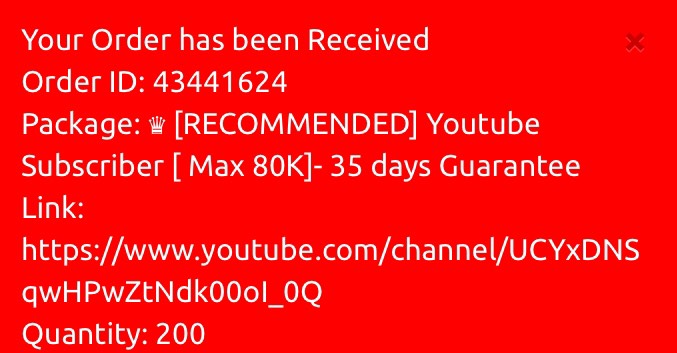 Your Order has been Received
Order ID: 43441624
Package: ♛ [RECOMMENDED] Youtube
Subscriber [ Max 80K]- 35 days Guarantee
Link:
https://www.youtube.com/channel/UCYxDNS
qwHPwZtNdk00oI_0Q
Quantity: 200